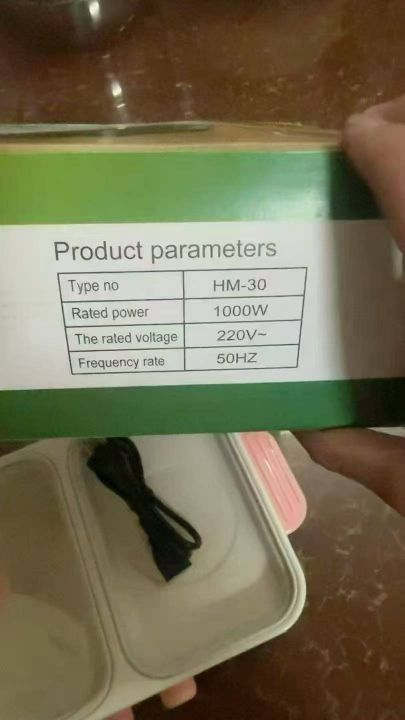 Product parameters
Type no HM-30
Rated power 1000W
The rated voltage 220V~
Frequency rate 50HZ